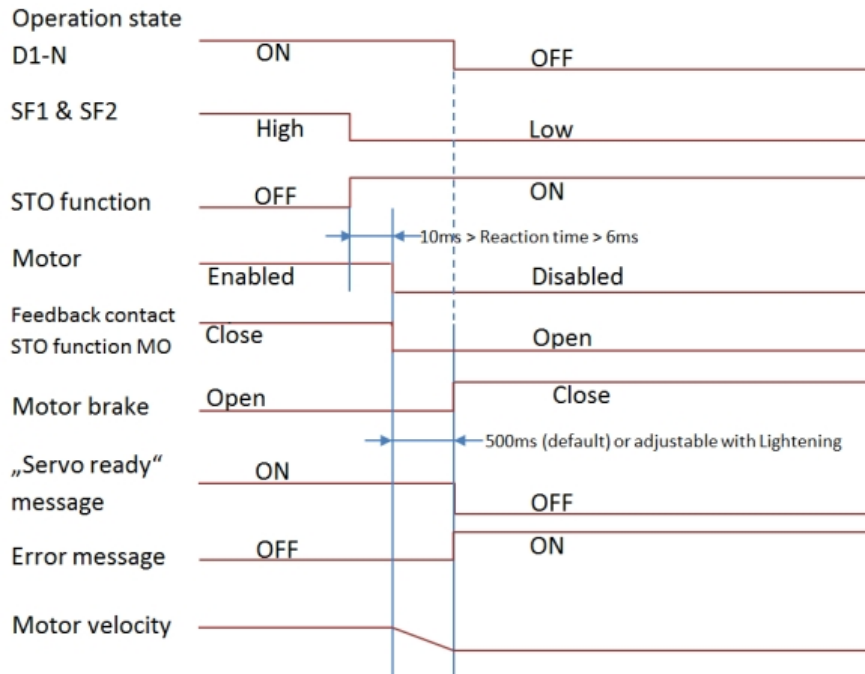 Operation state
D1-N ON OFF
SF1 & SF2
High Low
STO function OFF ON
10ms > Reaction time > 6ms
Motor
Enabled Disabled
Feedback contact
STO function MO Close Open
Motor brake Open Close
500ms (default) or adjustable with Lightening
„Servo ready“ ON
message OFF
Error message OFF ON
Motor velocity